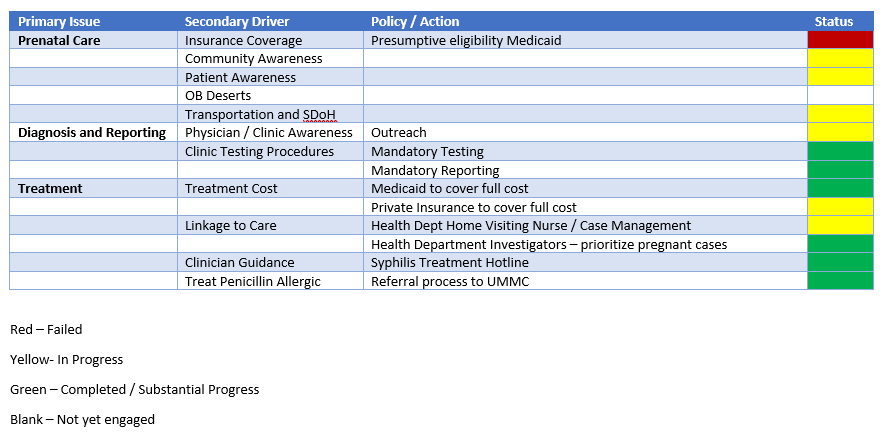 Primary Issue Secondary Driver Policy / Action Status
Prenatal Care Insurance Coverage Presumptive eligibility Medicaid
Community Awareness
Patient Awareness
OB Deserts
Transportation and SDoH
Diagnosis and Reporting Physician / Clinic Awareness Outreach
Clinic Testing Procedures Mandatory Testing
Mandatory Reporting
Treatment Treatment Cost Medicaid to cover full cost
Private Insurance to cover full cost
Linkage to Care Health Dept Home Visiting Nurse / Case Management
Health Department Investigators – prioritize pregnant cases
Clinician Guidance Syphilis Treatment Hotline
Treat Penicillin Allergic Referral process to UMMC
Red – Failed
Yellow- In Progress
Green – Completed / Substantial Progress
Blank – Not yet engaged